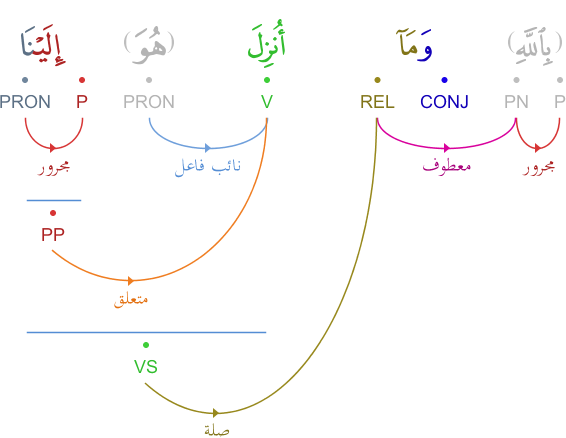 (بِٱللَّهِ) وَمَآ أُنزِلَ (هُوَ) إِلَيْنَا
P PN CONJ REL V PRON P PRON
مجرور معطوف نائب فاعل مجرور
PP
متعلق
VS
صلة